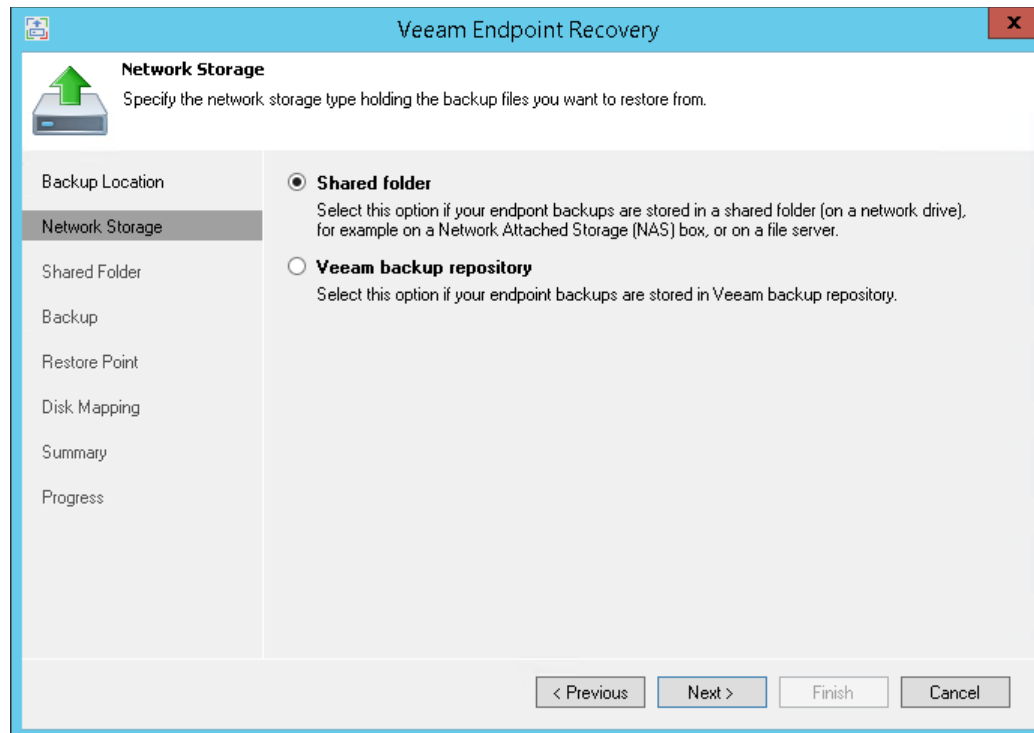 Veeam Endpoint Recovery
x
Network Storage
Specify the network storage type holding the backup files you want to restore from.
Backup Location
Network Storage
Shared Folder
Backup
Restore Point
Disk Mapping
Summary
Progress
Shared folder
Select this option if your endpont backups are stored in a shared folder (on a network drive),
for example on a Network Attached Storage (NAS) box, or on a file server.
Veeam backup repository
Select this option if your endpoint backups are stored in Veeam backup repository.
< Previous
Next >
Finish
Cancel